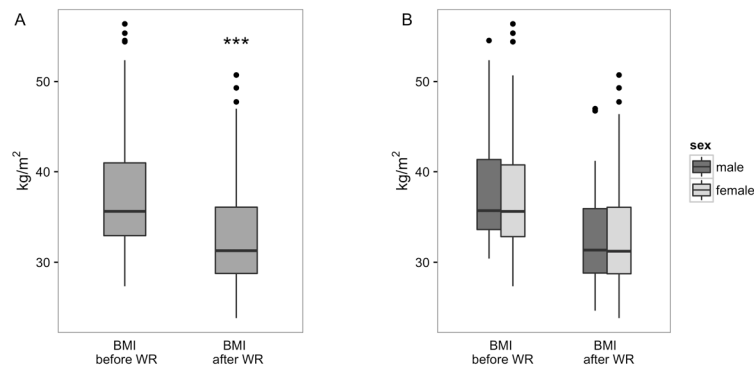 A
***
50
40
30
kg/m²
BMI
before WR
BMI
after WR
B
50
40
30
kg/m²
BMI
before WR
BMI
after WR
sex
male
female